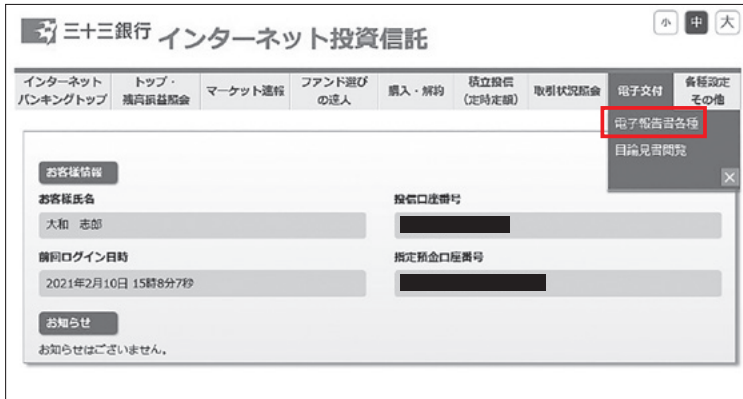 三十三銀行 インターネット投資信託
小 中 大
インターネット
バンキングトップ
トップ・
残高損益照会
マーケット速報
ファンド選び
の達人
購入・解約
積立投信
(定時定額)
取引状況照会
電子交付
各種設定
その他
電子報告書各種
目論見書閲覧
×
お客様情報
お客様氏名
投信口座番号
大和 志郎
前回ログイン日時
指定預金口座番号
2021年2月10日 15時8分7秒
お知らせ
お知らせはございません。